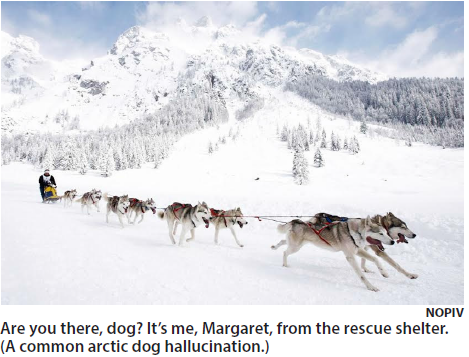 NOPIV
Are you there, dog? It's me, Margaret, from the rescue shelter.
(A common arctic dog hallucination.)